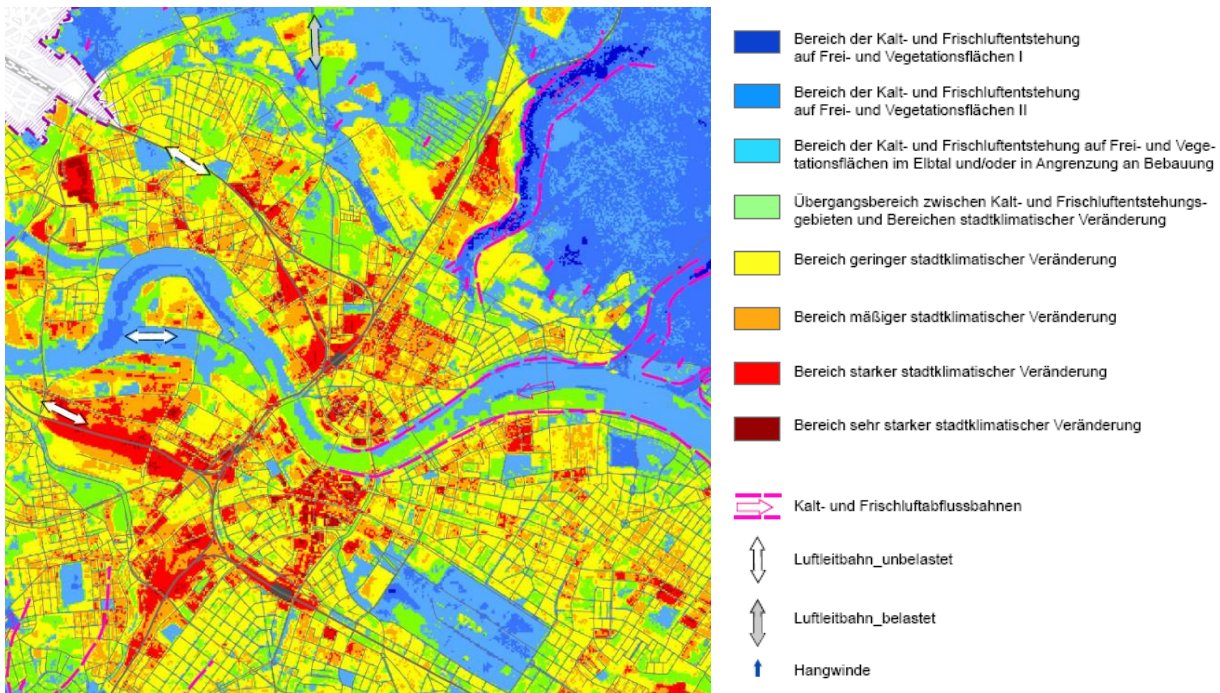 Bereich der Kalt- und Frischluftentstehung
auf Frei- und Vegetationsflächen I
Bereich der Kalt- und Frischluftentstehung
auf Frei- und Vegetationsflächen II
Bereich der Kalt- und Frischluftentstehung auf Frei- und Vege-
tationsflächen im Elbtal und/oder in Angrenzung an Bebauung
Übergangsbereich zwischen Kalt- und Frischluftentstehungs-
gebieten und Bereichen stadtklimatischer Veränderung
Bereich geringer stadtklimatischer Veränderung
Bereich mäßiger stadtklimatischer Veränderung
Bereich starker stadtklimatischer Veränderung
Bereich sehr starker stadtklimatischer Veränderung
Kalt- und Frischluftabflussbahnen
Luftleitbahn_unbelastet
Luftleitbahn_belastet
Hangwinde